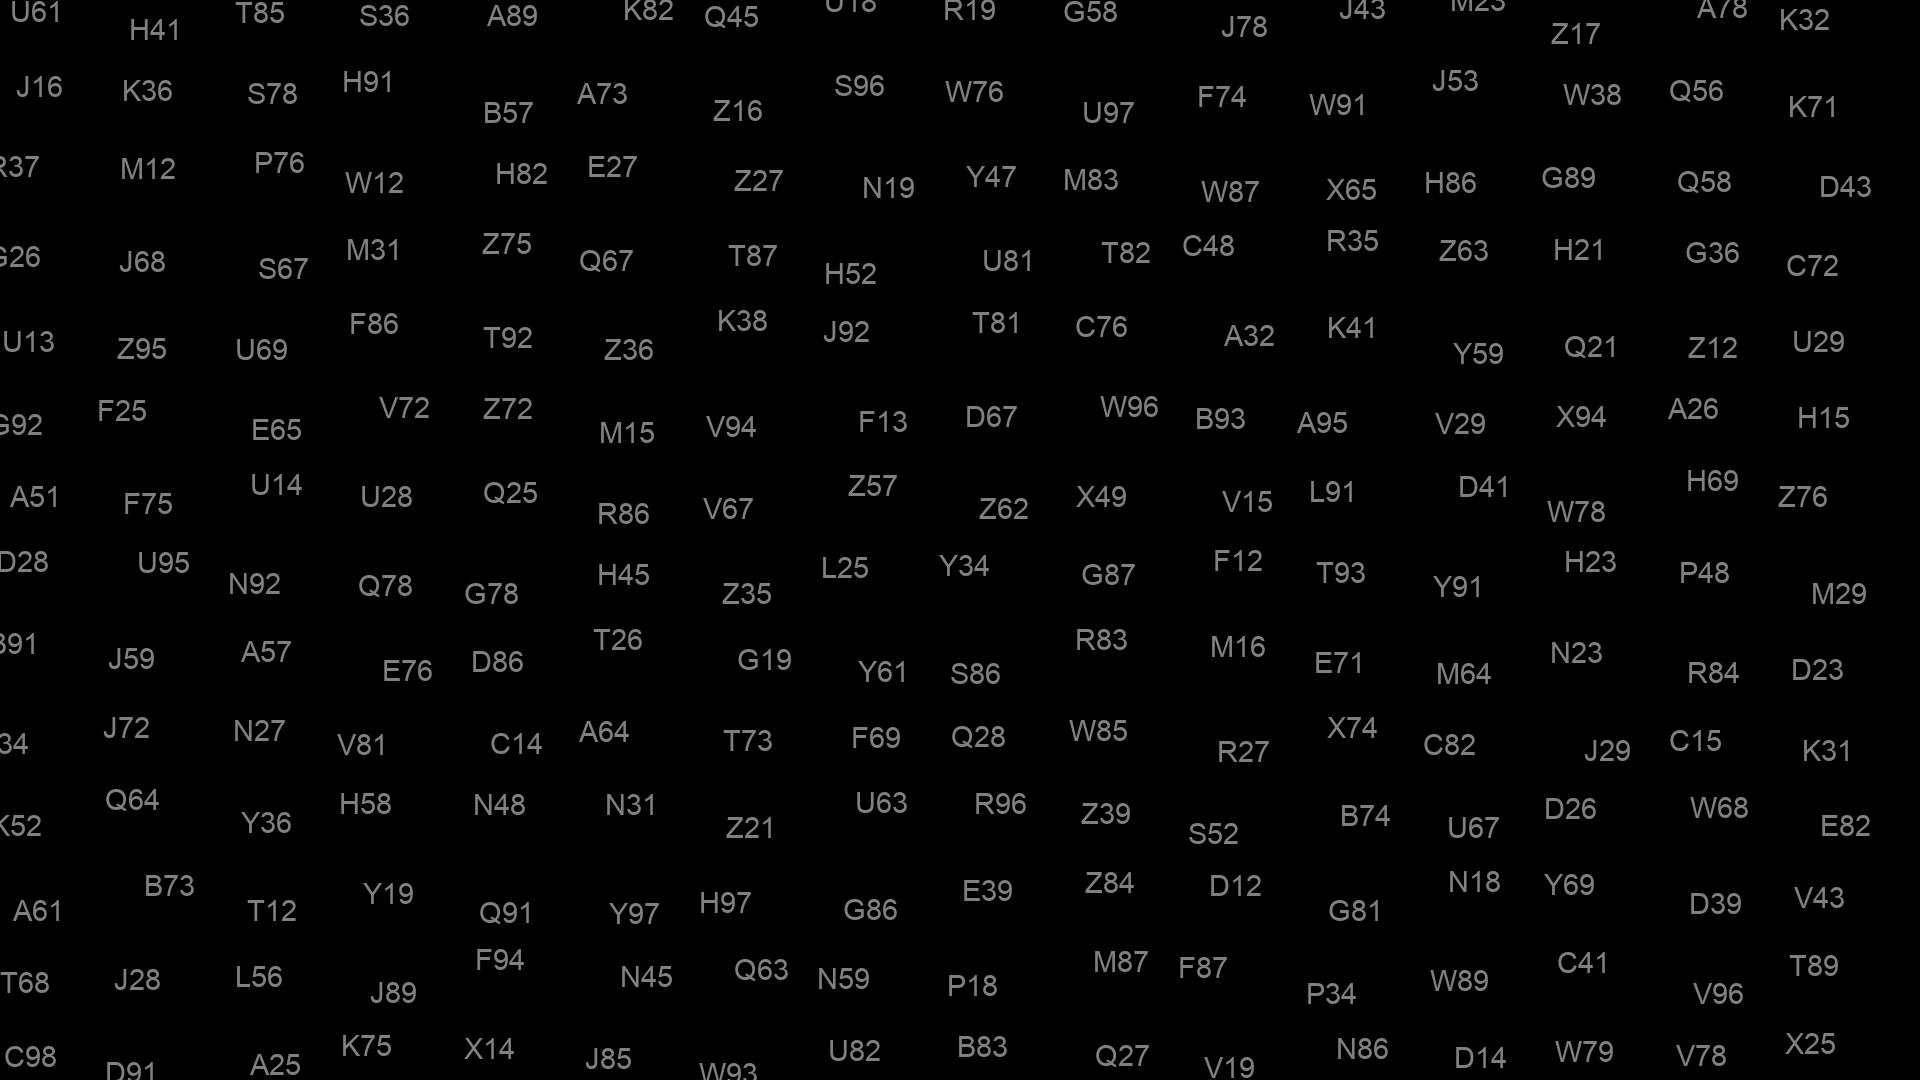 U61 H41 T85 S36 A89 K82 Q45 U18 R19 G58 J78 J43 M23 Z17 A78 K32
J16 K36 S78 H91 B57 A73 Z16 S96 W76 U97 F74 W91 J53 W38 Q56 K71
R37 M12 P76 W12 H82 E27 Z27 N19 Y47 M83 W87 X65 H86 G89 Q58 D43
G26 J68 S67 M31 Z75 Q67 T87 H52 U81 T82 C48 R35 Z63 H21 G36 C72
U13 Z95 U69 F86 T92 Z36 K38 J92 T81 C76 A32 K41 Y59 Q21 Z12 U29
G92 F25 E65 V72 Z72 M15 V94 F13 D67 W96 B93 A95 V29 X94 A26 H15
A51 F75 U14 U28 Q25 R86 V67 Z57 Z62 X49 V15 L91 D41 W78 H69 Z76
D28 U95 N92 Q78 G78 H45 Z35 L25 Y34 G87 F12 T93 Y91 H23 P48 M29
B91 J59 A57 E76 D86 T26 G19 Y61 S86 R83 M16 E71 M64 N23 R84 D23
34 J72 N27 V81 C14 A64 T73 F69 Q28 W85 R27 X74 C82 J29 C15 K31
K52 Q64 Y36 H58 N48 N31 Z21 U63 R96 Z39 S52 B74 U67 D26 W68 E82
A61 B73 T12 Y19 Q91 Y97 H97 G86 E39 Z84 D12 G81 N18 Y69 D39 V43
T68 J28 L56 J89 F94 N45 Q63 N59 P18 M87 F87 P34 W89 C41 V96 T89
C98 D91 A25 K75 X14 J85 W93 U82 B83 Q27 V19 N86 D14 W79 V78 X25